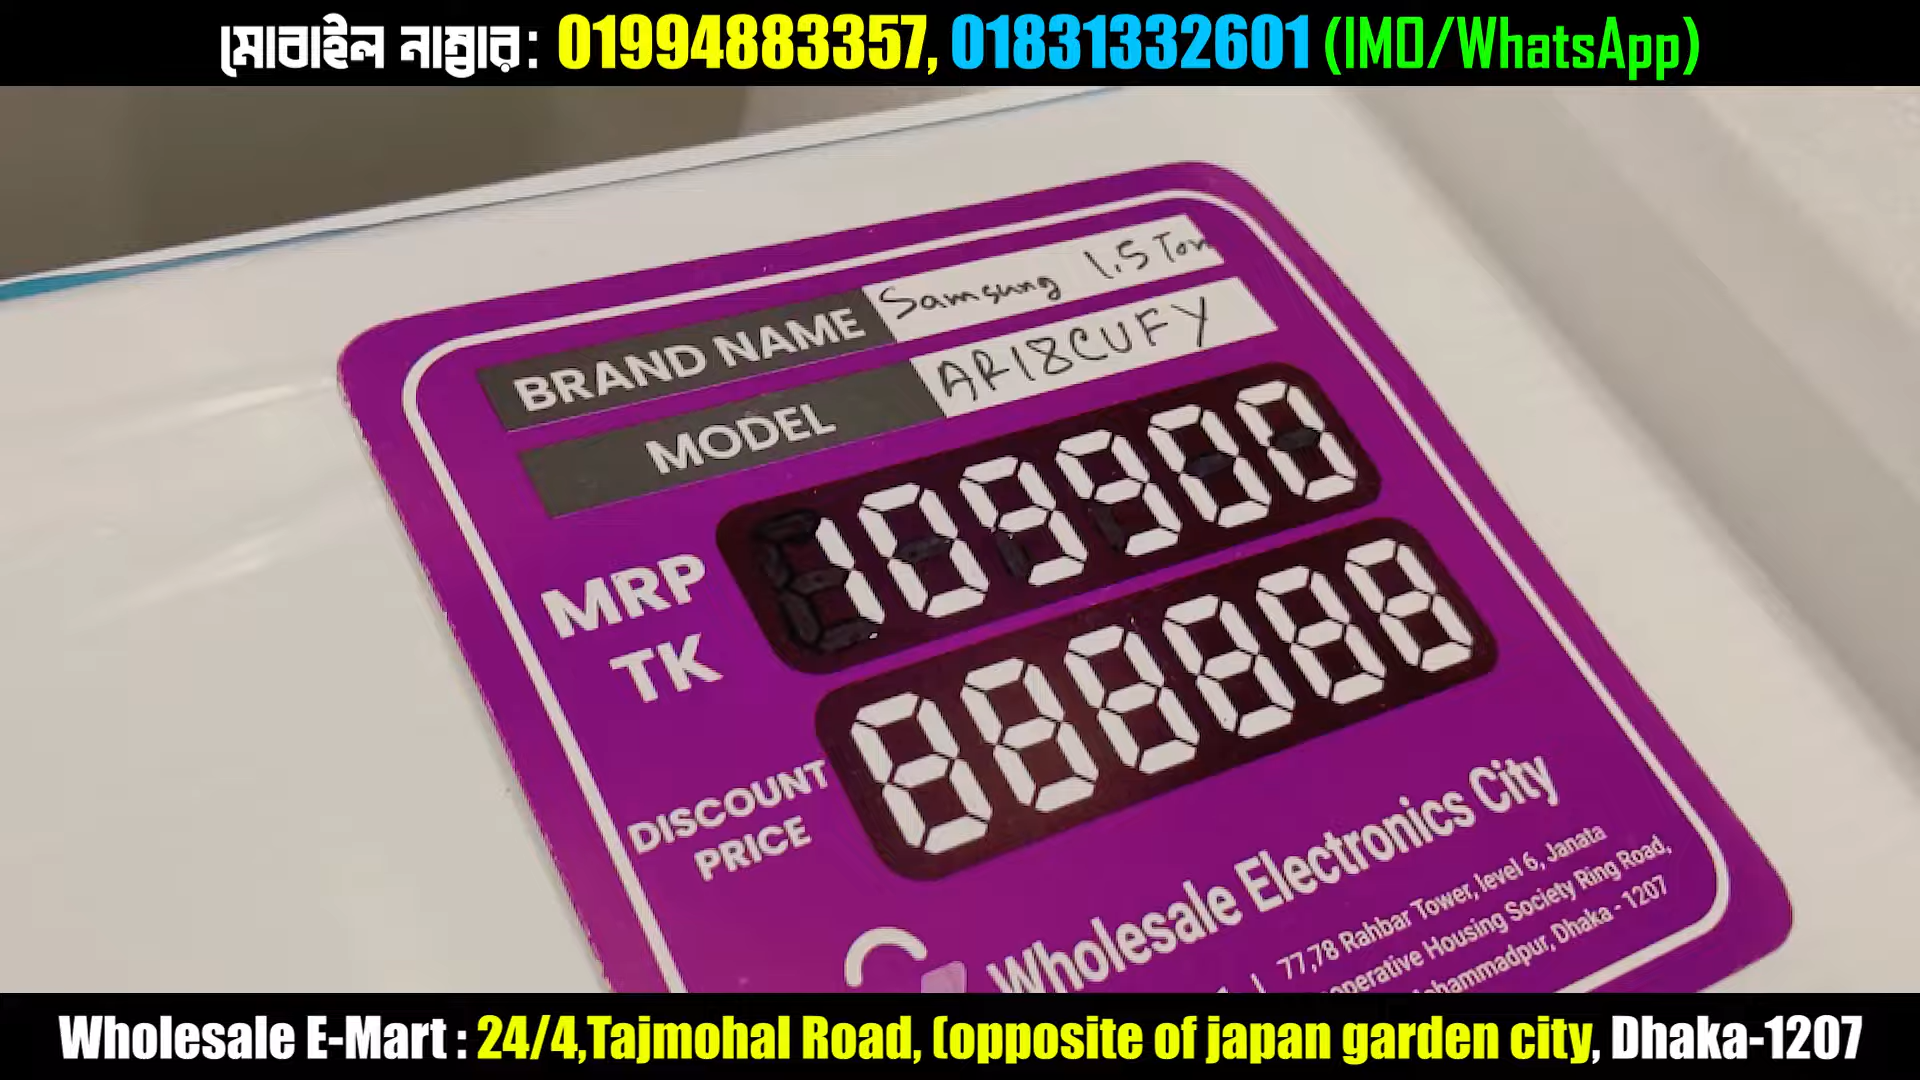 মোবাইল নাম্বার: 01994883357, 01831332601 (IMO/WhatsApp)
BRAND NAME Samsung 1.5 Ton
MODEL AR18CUFY
MRP TK 109900
DISCOUNT PRICE 888888
Wholesale Electronics City
77,78 Rahbar Tower, level 6, Janata
Housing Society Ring Road,
Dhaka - 1207
Wholesale E-Mart : 24/4,Tajmohal Road, (opposite of japan garden city, Dhaka-1207